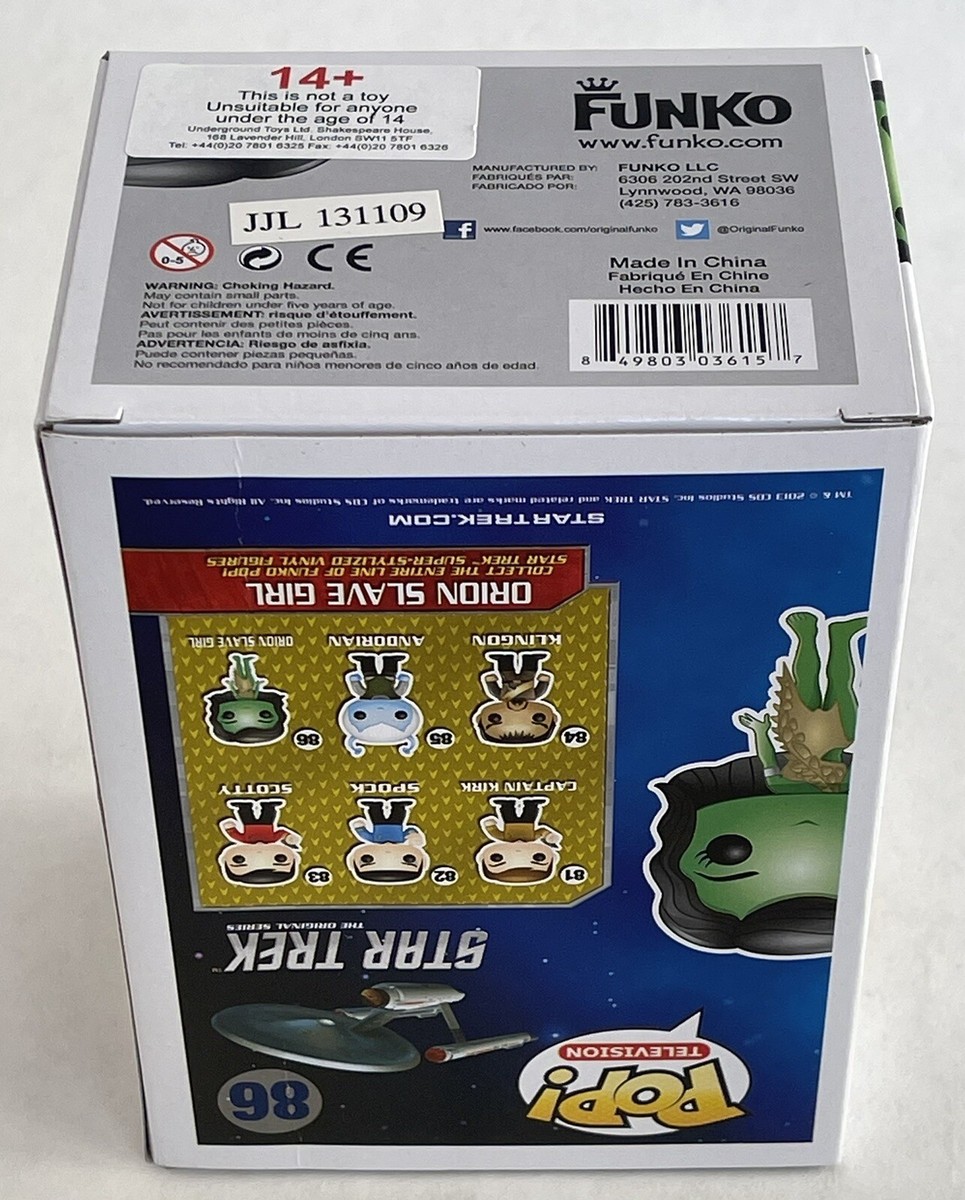 14+
This is not a toy
Unsuitable for anyone
under the age of 14
Underground Toys Ltd. Shakespeare House,
168 Lavender Hill, London SW11 5TF
Tel: +44(0)20 7801 6325 Fax: +44(0)20 7801 6326
FUNKO
www.funko.com
MANUFACTURED BY: FUNKO LLC
FABRIQUÉS PAR: 6306 202nd Street SW
FABRICADO POR: Lynnwood, WA 98036
(425) 783-3616
JJL 131109
f www.facebook.com/originalfunko @OriginalFunko
0-3
CE
Made In China
Fabriqué En Chine
Hecho En China
WARNING: Choking Hazard.
May contain small parts.
Not for children under five years of age.
AVERTISSEMENT: risque d'étouffement.
Peut contenir des petites pièces.
Pas pour les enfants de moins de cinq ans.
ADVERTENCIA: Riesgo de asfixia.
Puede contener piezas pequeñas.
No recomendado para niños menores de cinco años de edad.
8 49803 03615 7
TM & © 2013 CBS Studios Inc. STAR TREK and related marks are trademarks of CBS Studios Inc. All Rights Reserved.
STARTREK.COM
COLLECT THE ENTIRE LINE OF FUNKO POP!
STAR TREK™ SUPER-STYLIZED VINYL FIGURES
ORION SLAVE GIRL
KLINGON ANDORIAN ORION SLAVE GIRL
84 85 86
CAPTAIN KIRK SPOCK SCOTTY
81 82 83
STAR TREK™
THE ORIGINAL SERIES
POP!
TELEVISION
86